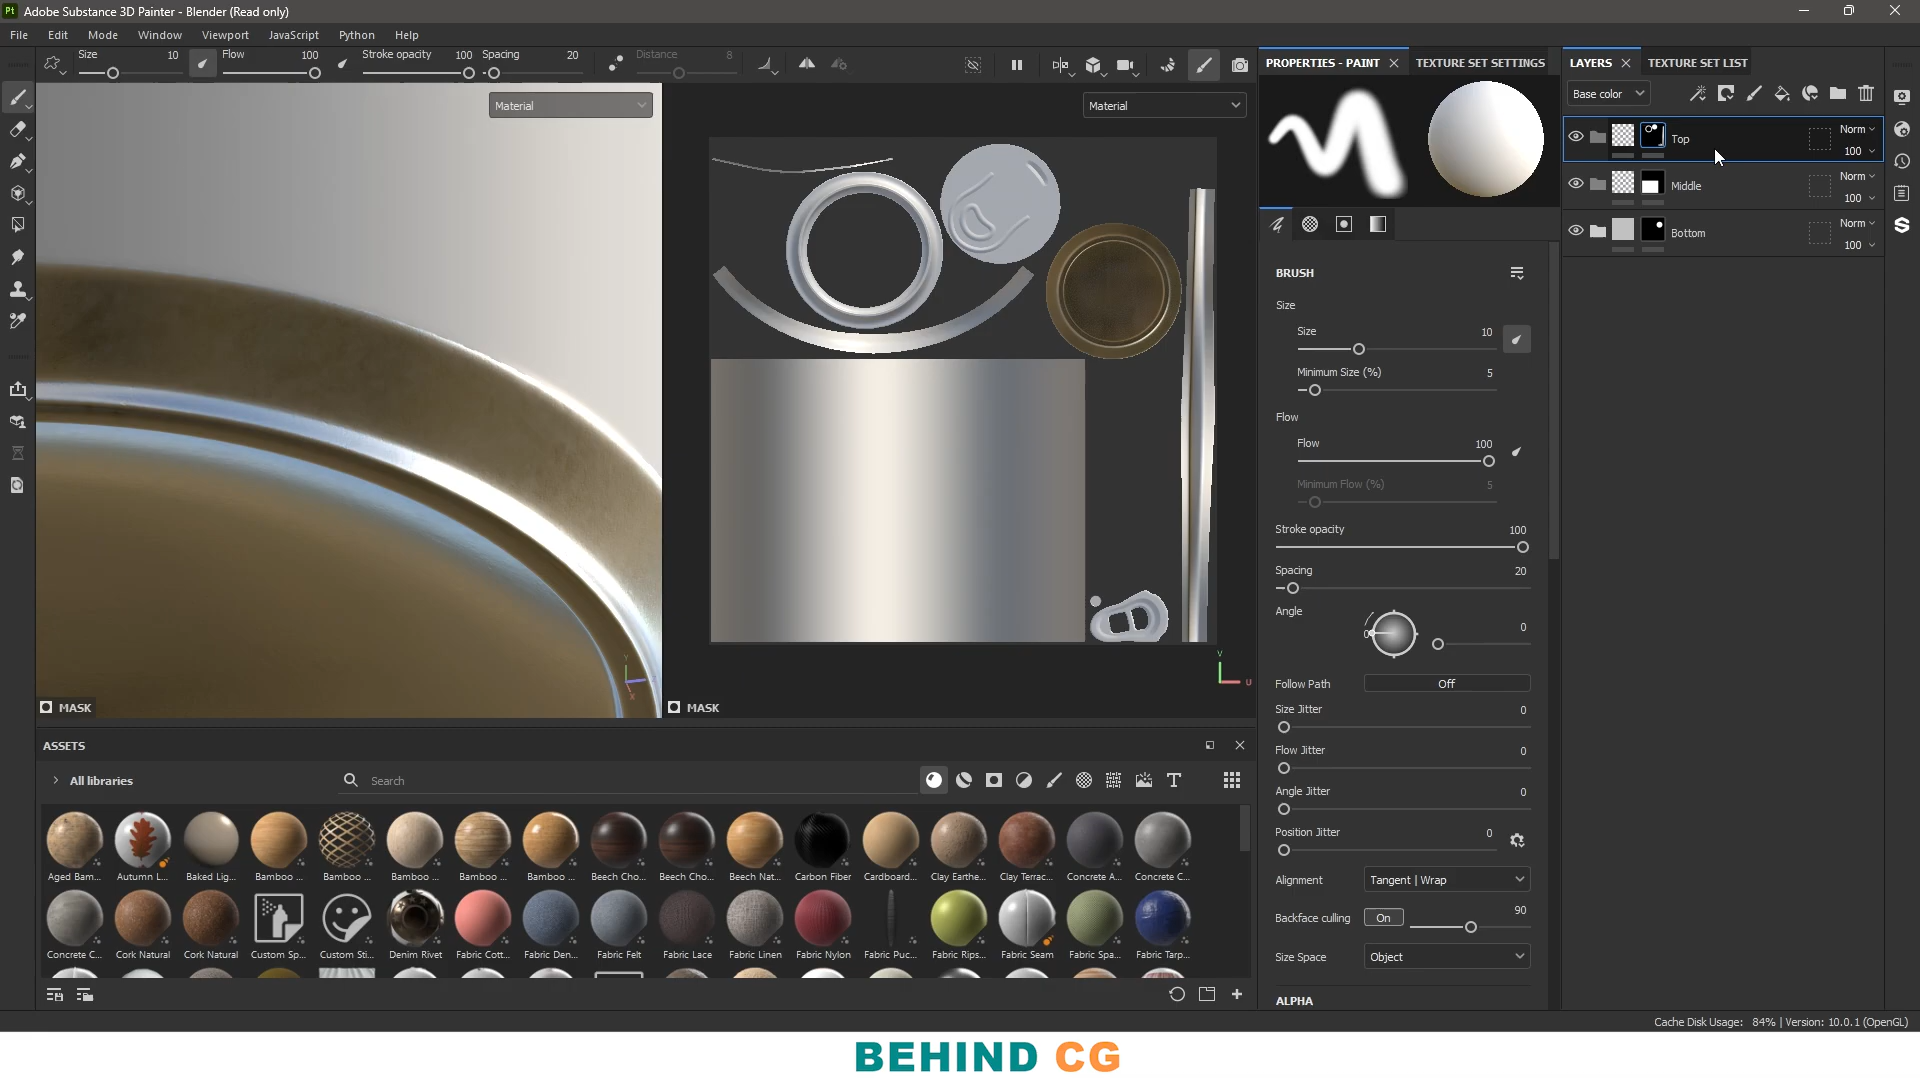 Pt Adobe Substance 3D Painter - Blender (Read only)
File Edit Mode Window Viewport JavaScript Python Help
Size 10 Flow 100 Stroke opacity 100 Spacing 20 Distance 8
Material
Material
MASK
MASK
V
U
Y
X
PROPERTIES - PAINT TEXTURE SET SETTINGS
BRUSH
Size
Size 10
Minimum Size (%) 5
Flow
Flow 100
Minimum Flow (%) 5
Stroke opacity 100
Spacing 20
Angle
0 0
Follow Path Off
Size Jitter 0
Flow Jitter 0
Angle Jitter 0
Position Jitter 0
Alignment Tangent | Wrap
Backface culling On 90
Size Space Object
ALPHA
LAYERS TEXTURE SET LIST
Base color
Top Norm 100
Middle Norm 100
Bottom Norm 100
ASSETS
All libraries Search
Aged Bam... Autumn L... Baked Lig... Bamboo ... Bamboo ... Bamboo ... Bamboo ... Bamboo ... Beech Cho... Beech Cho... Beech Nat... Carbon Fiber Cardboard... Clay Earthe... Clay Terrac... Concrete A... Concrete C...
Concrete C... Cork Natural Cork Natural Custom Sp... Custom Sti... Denim Rivet Fabric Cott... Fabric Den... Fabric Felt Fabric Lace Fabric Linen Fabric Nylon Fabric Puc... Fabric Rips... Fabric Seam Fabric Spa... Fabric Tarp...
Cache Disk Usage: 84% | Version: 10.0.1 (OpenGL)
BEHIND CG